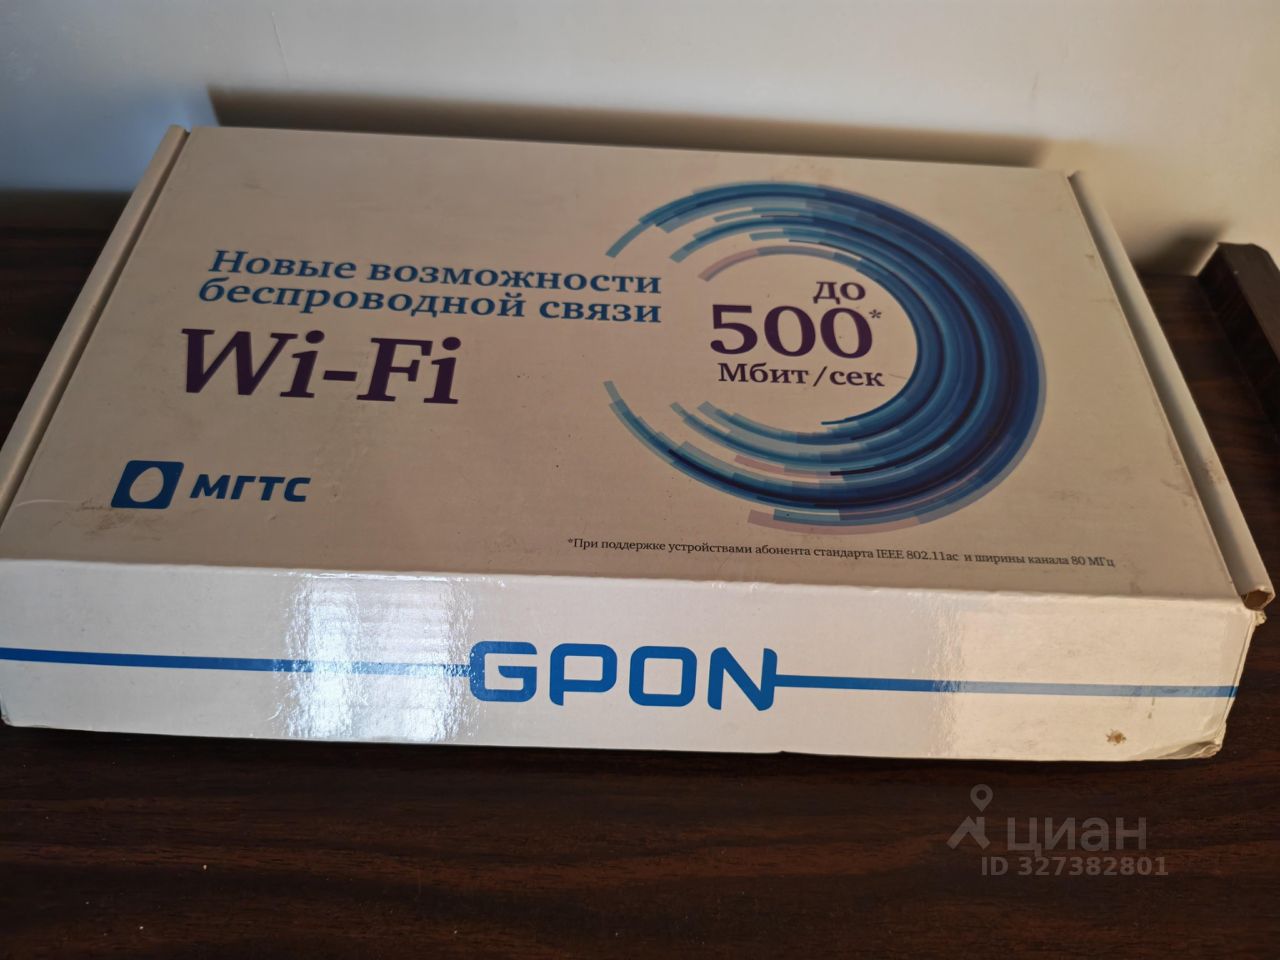 Новые возможности
беспроводной связи
Wi-Fi
до
500*
Мбит/сек
МГТС
*При поддержке устройствами абонента стандарта IEEE 802.11ac и ширины канала 80 МГц
GPON
циан
ID 327382801